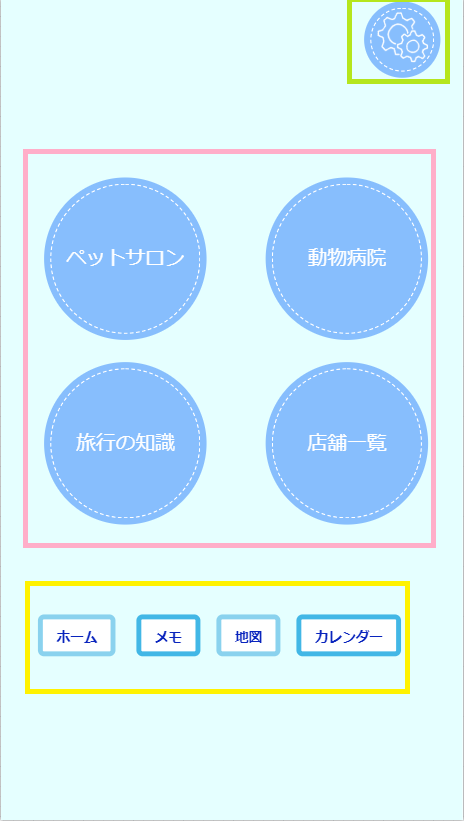 ペットサロン
動物病院
旅行の知識
店舗一覧
ホーム
メモ
地図
カレンダー